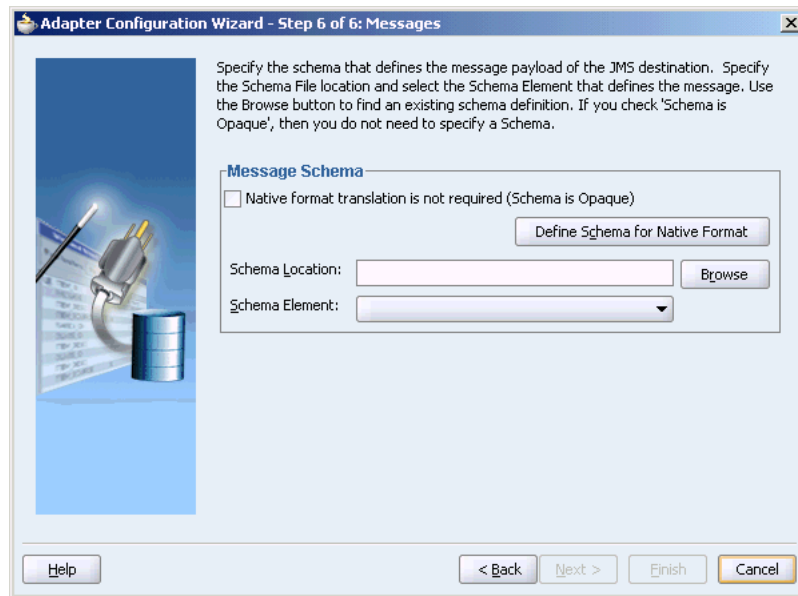 Adapter Configuration Wizard - Step 6 of 6: Messages
Specify the schema that defines the message payload of the JMS destination. Specify
the Schema File location and select the Schema Element that defines the message. Use
the Browse button to find an existing schema definition. If you check 'Schema is
Opaque', then you do not need to specify a Schema.
Message Schema
Native format translation is not required (Schema is Opaque)
Define Schema for Native Format
Schema Location:
Browse
Schema Element:
Help
< Back
Next >
Finish
Cancel